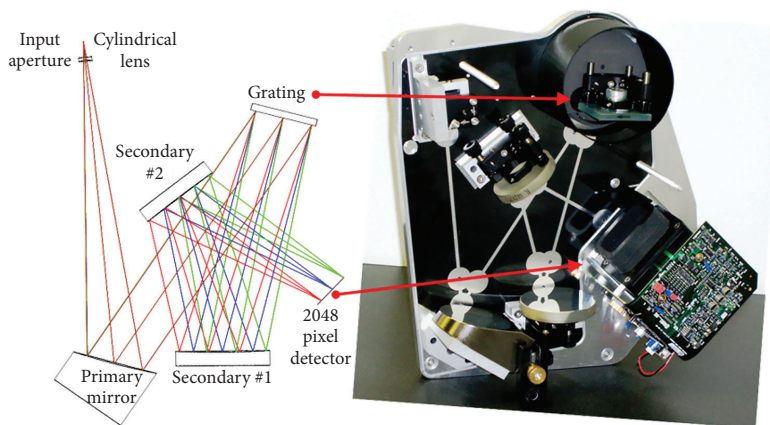 Input
aperture
Cylindrical
lens
Grating
Secondary
#2
2048
pixel
detector
Primary
mirror
Secondary #1